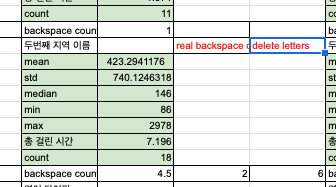 count 11
backspace coun 1
두번째 지역 이름 real backspace c delete letters
mean 423.2941176
std 740.1246318
median 146
min 86
max 2978
총 걸린 시간 7.196
count 18
backspace coun 4.5 2 6